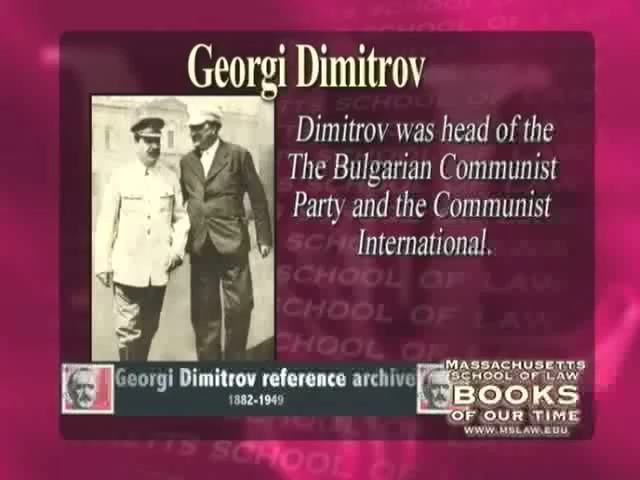 Georgi Dimitrov
Dimitrov was head of the
The Bulgarian Communist
Party and the Communist
International.
Georgi Dimitrov reference archive
1882-1949
MASSACHUSETTS
SCHOOL OF LAW
BOOKS
OF OUR TIME
WWW.MSLAW.EDU